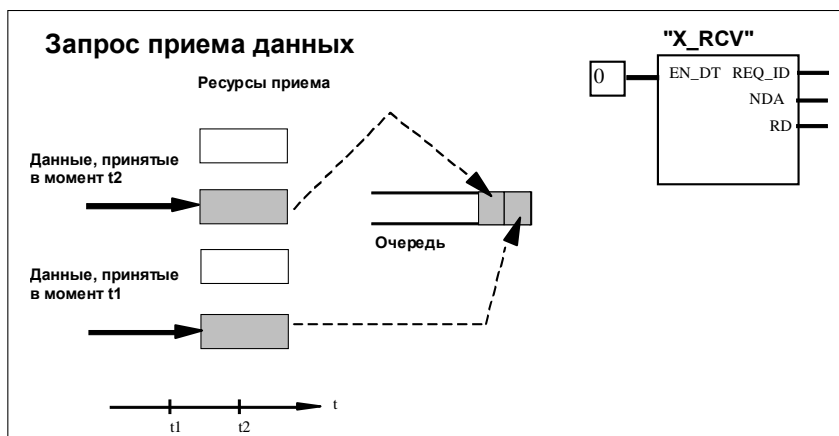 Запрос приема данных
"X_RCV"
Ресурсы приема
0
EN_DT REQ_ID
NDA
RD
Данные, принятые
в момент t2
Очередь
Данные, принятые
в момент t1
t
t1 t2